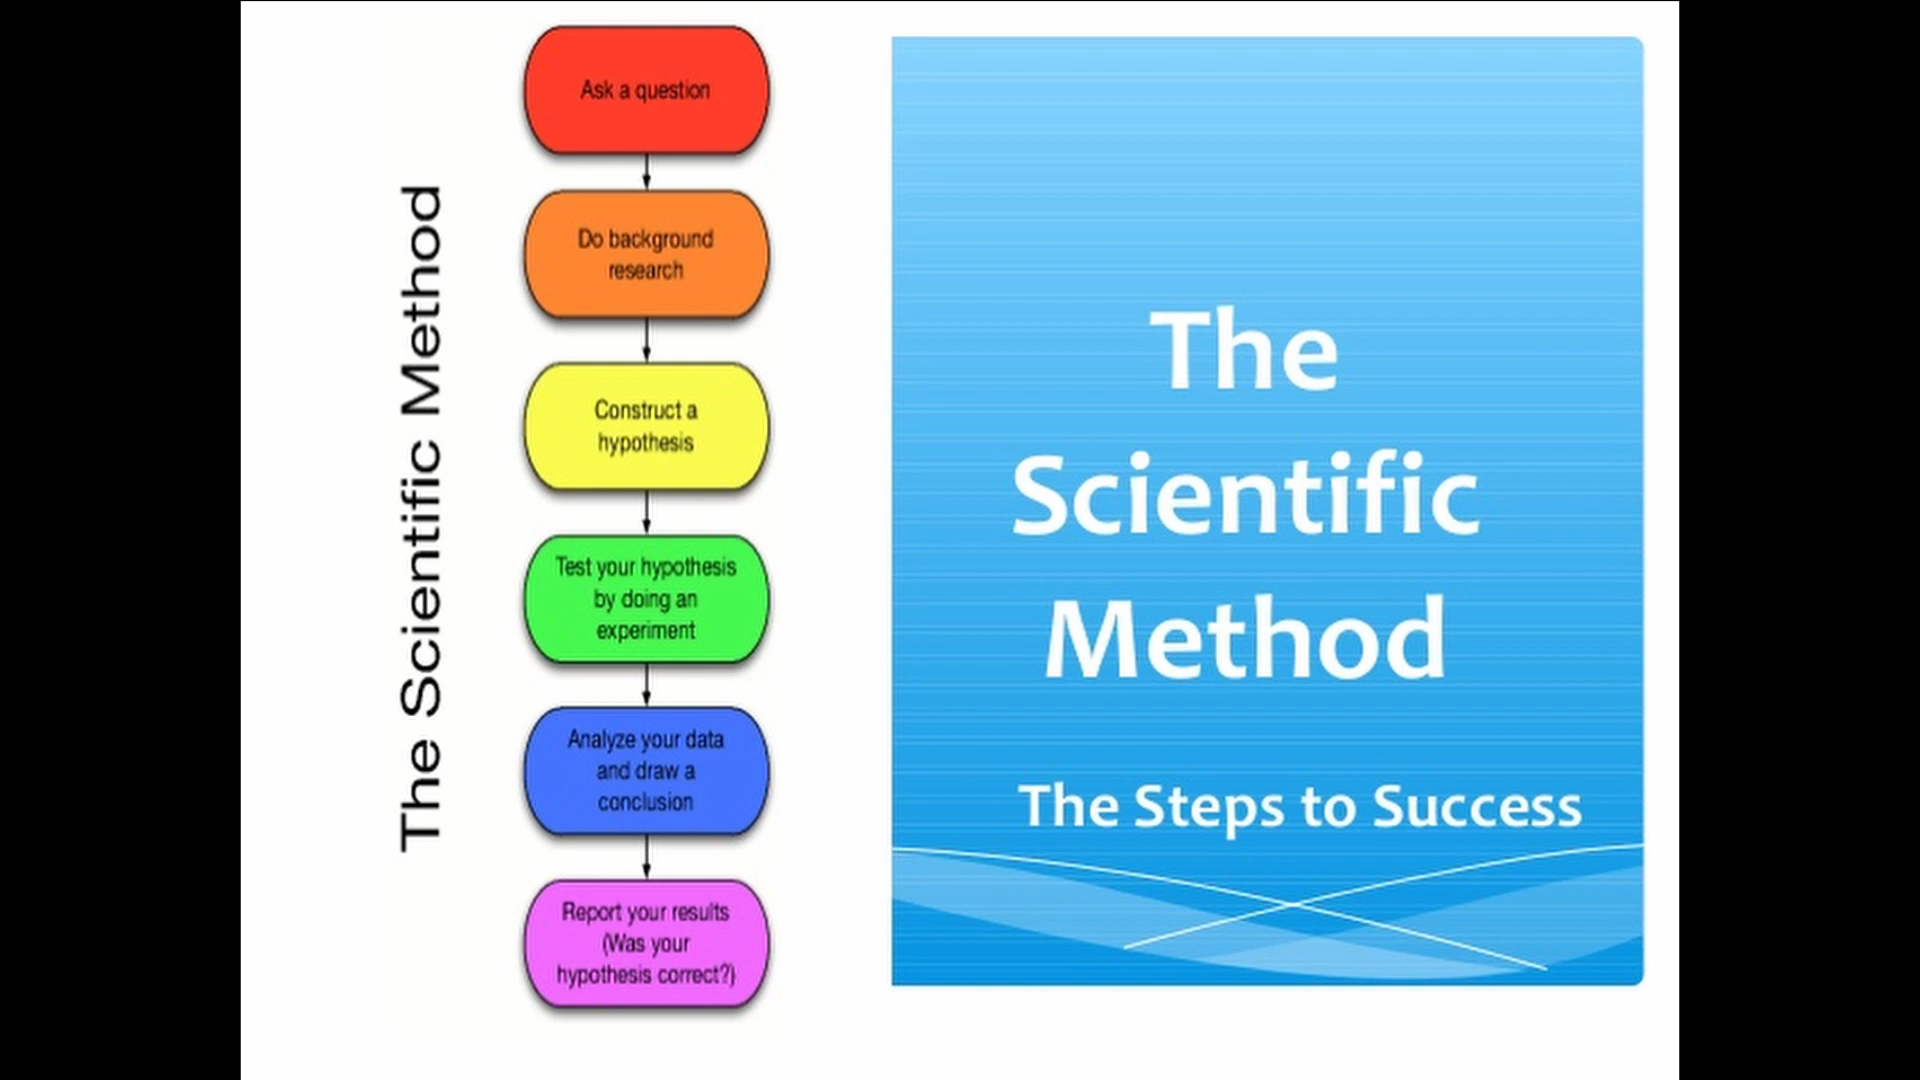 The Scientific Method
Ask a question
Do background
research
Construct a
hypothesis
Test your hypothesis
by doing an
experiment
Analyze your data
and draw a
conclusion
Report your results
(Was your
hypothesis correct?)
The
Scientific
Method
The Steps to Success